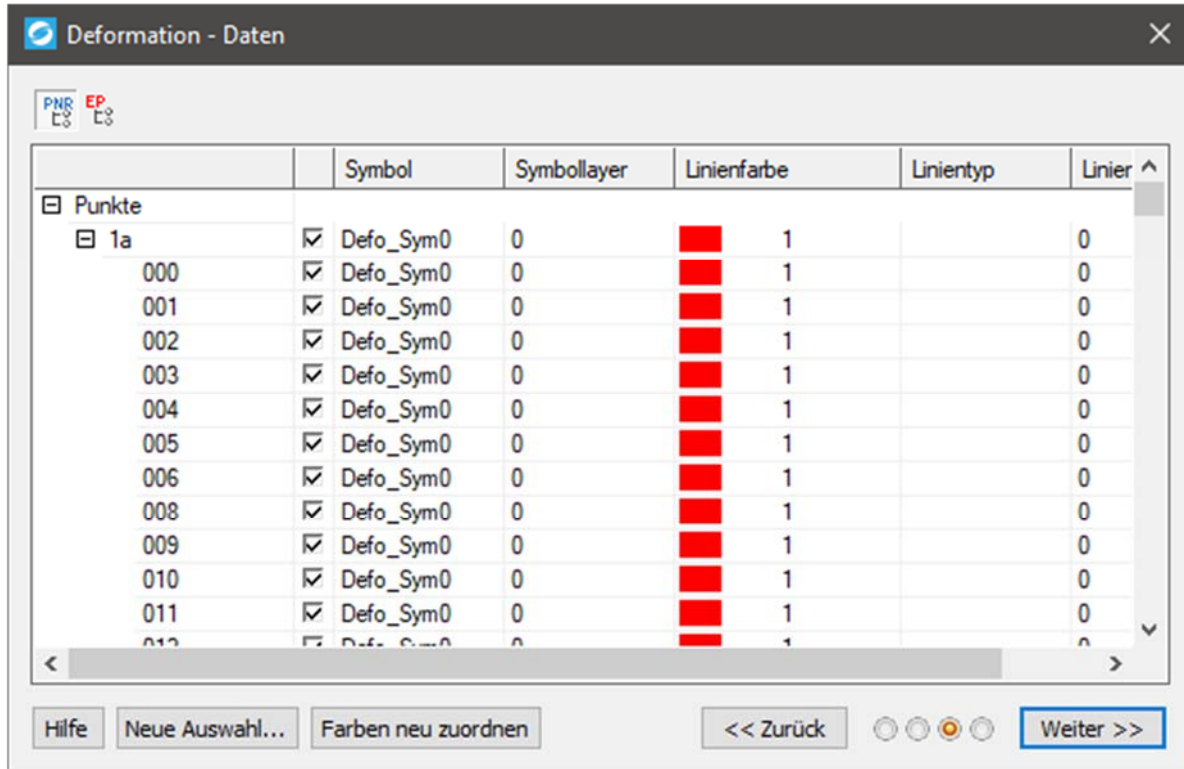 Deformation - Daten
PNR EP
Symbol Symbollayer Linienfarbe Linientyp Linier
Punkte
1a Defo_Sym0 0 1 0
000 Defo_Sym0 0 1 0
001 Defo_Sym0 0 1 0
002 Defo_Sym0 0 1 0
003 Defo_Sym0 0 1 0
004 Defo_Sym0 0 1 0
005 Defo_Sym0 0 1 0
006 Defo_Sym0 0 1 0
008 Defo_Sym0 0 1 0
009 Defo_Sym0 0 1 0
010 Defo_Sym0 0 1 0
011 Defo_Sym0 0 1 0
Hilfe Neue Auswahl... Farben neu zuordnen << Zurück Weiter >>